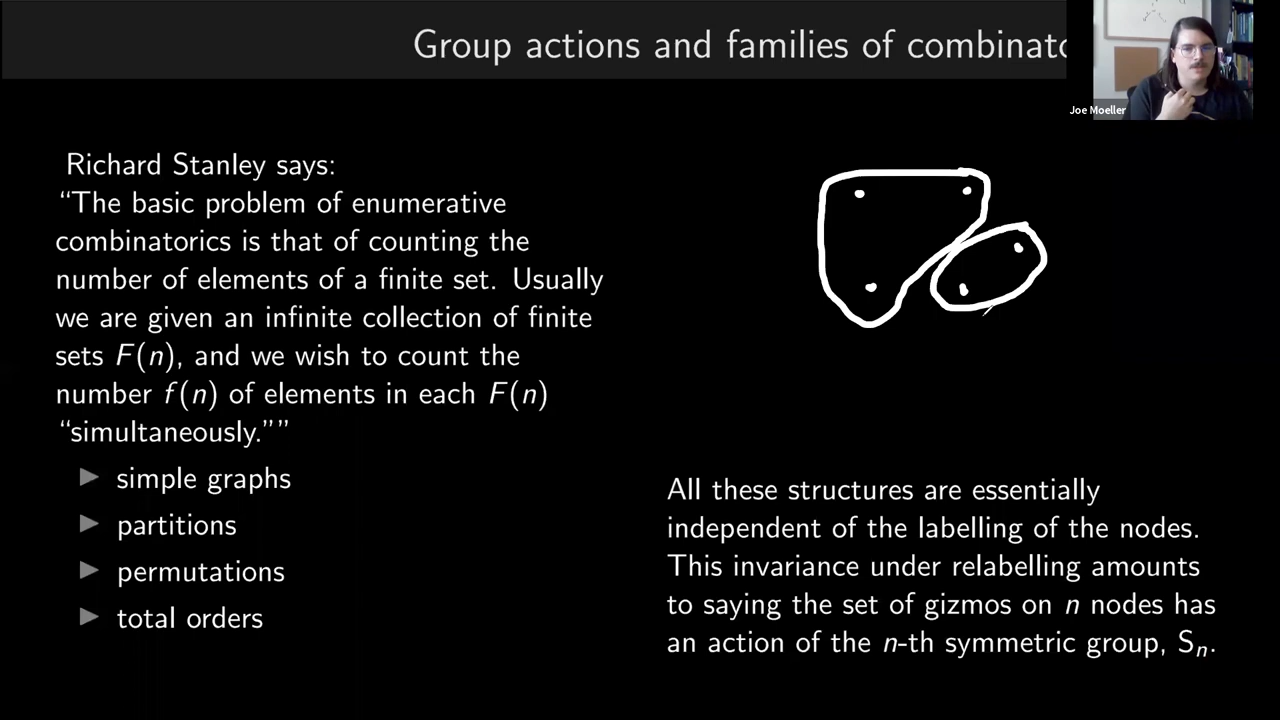 Group actions and families of combinato
Joe Moeller
Richard Stanley says:
“The basic problem of enumerative
combinatorics is that of counting the
number of elements of a finite set. Usually
we are given an infinite collection of finite
sets F(n), and we wish to count the
number f(n) of elements in each F(n)
“simultaneously.””
▶ simple graphs
▶ partitions
▶ permutations
▶ total orders
All these structures are essentially
independent of the labelling of the nodes.
This invariance under relabelling amounts
to saying the set of gizmos on n nodes has
an action of the n-th symmetric group, Sₙ.